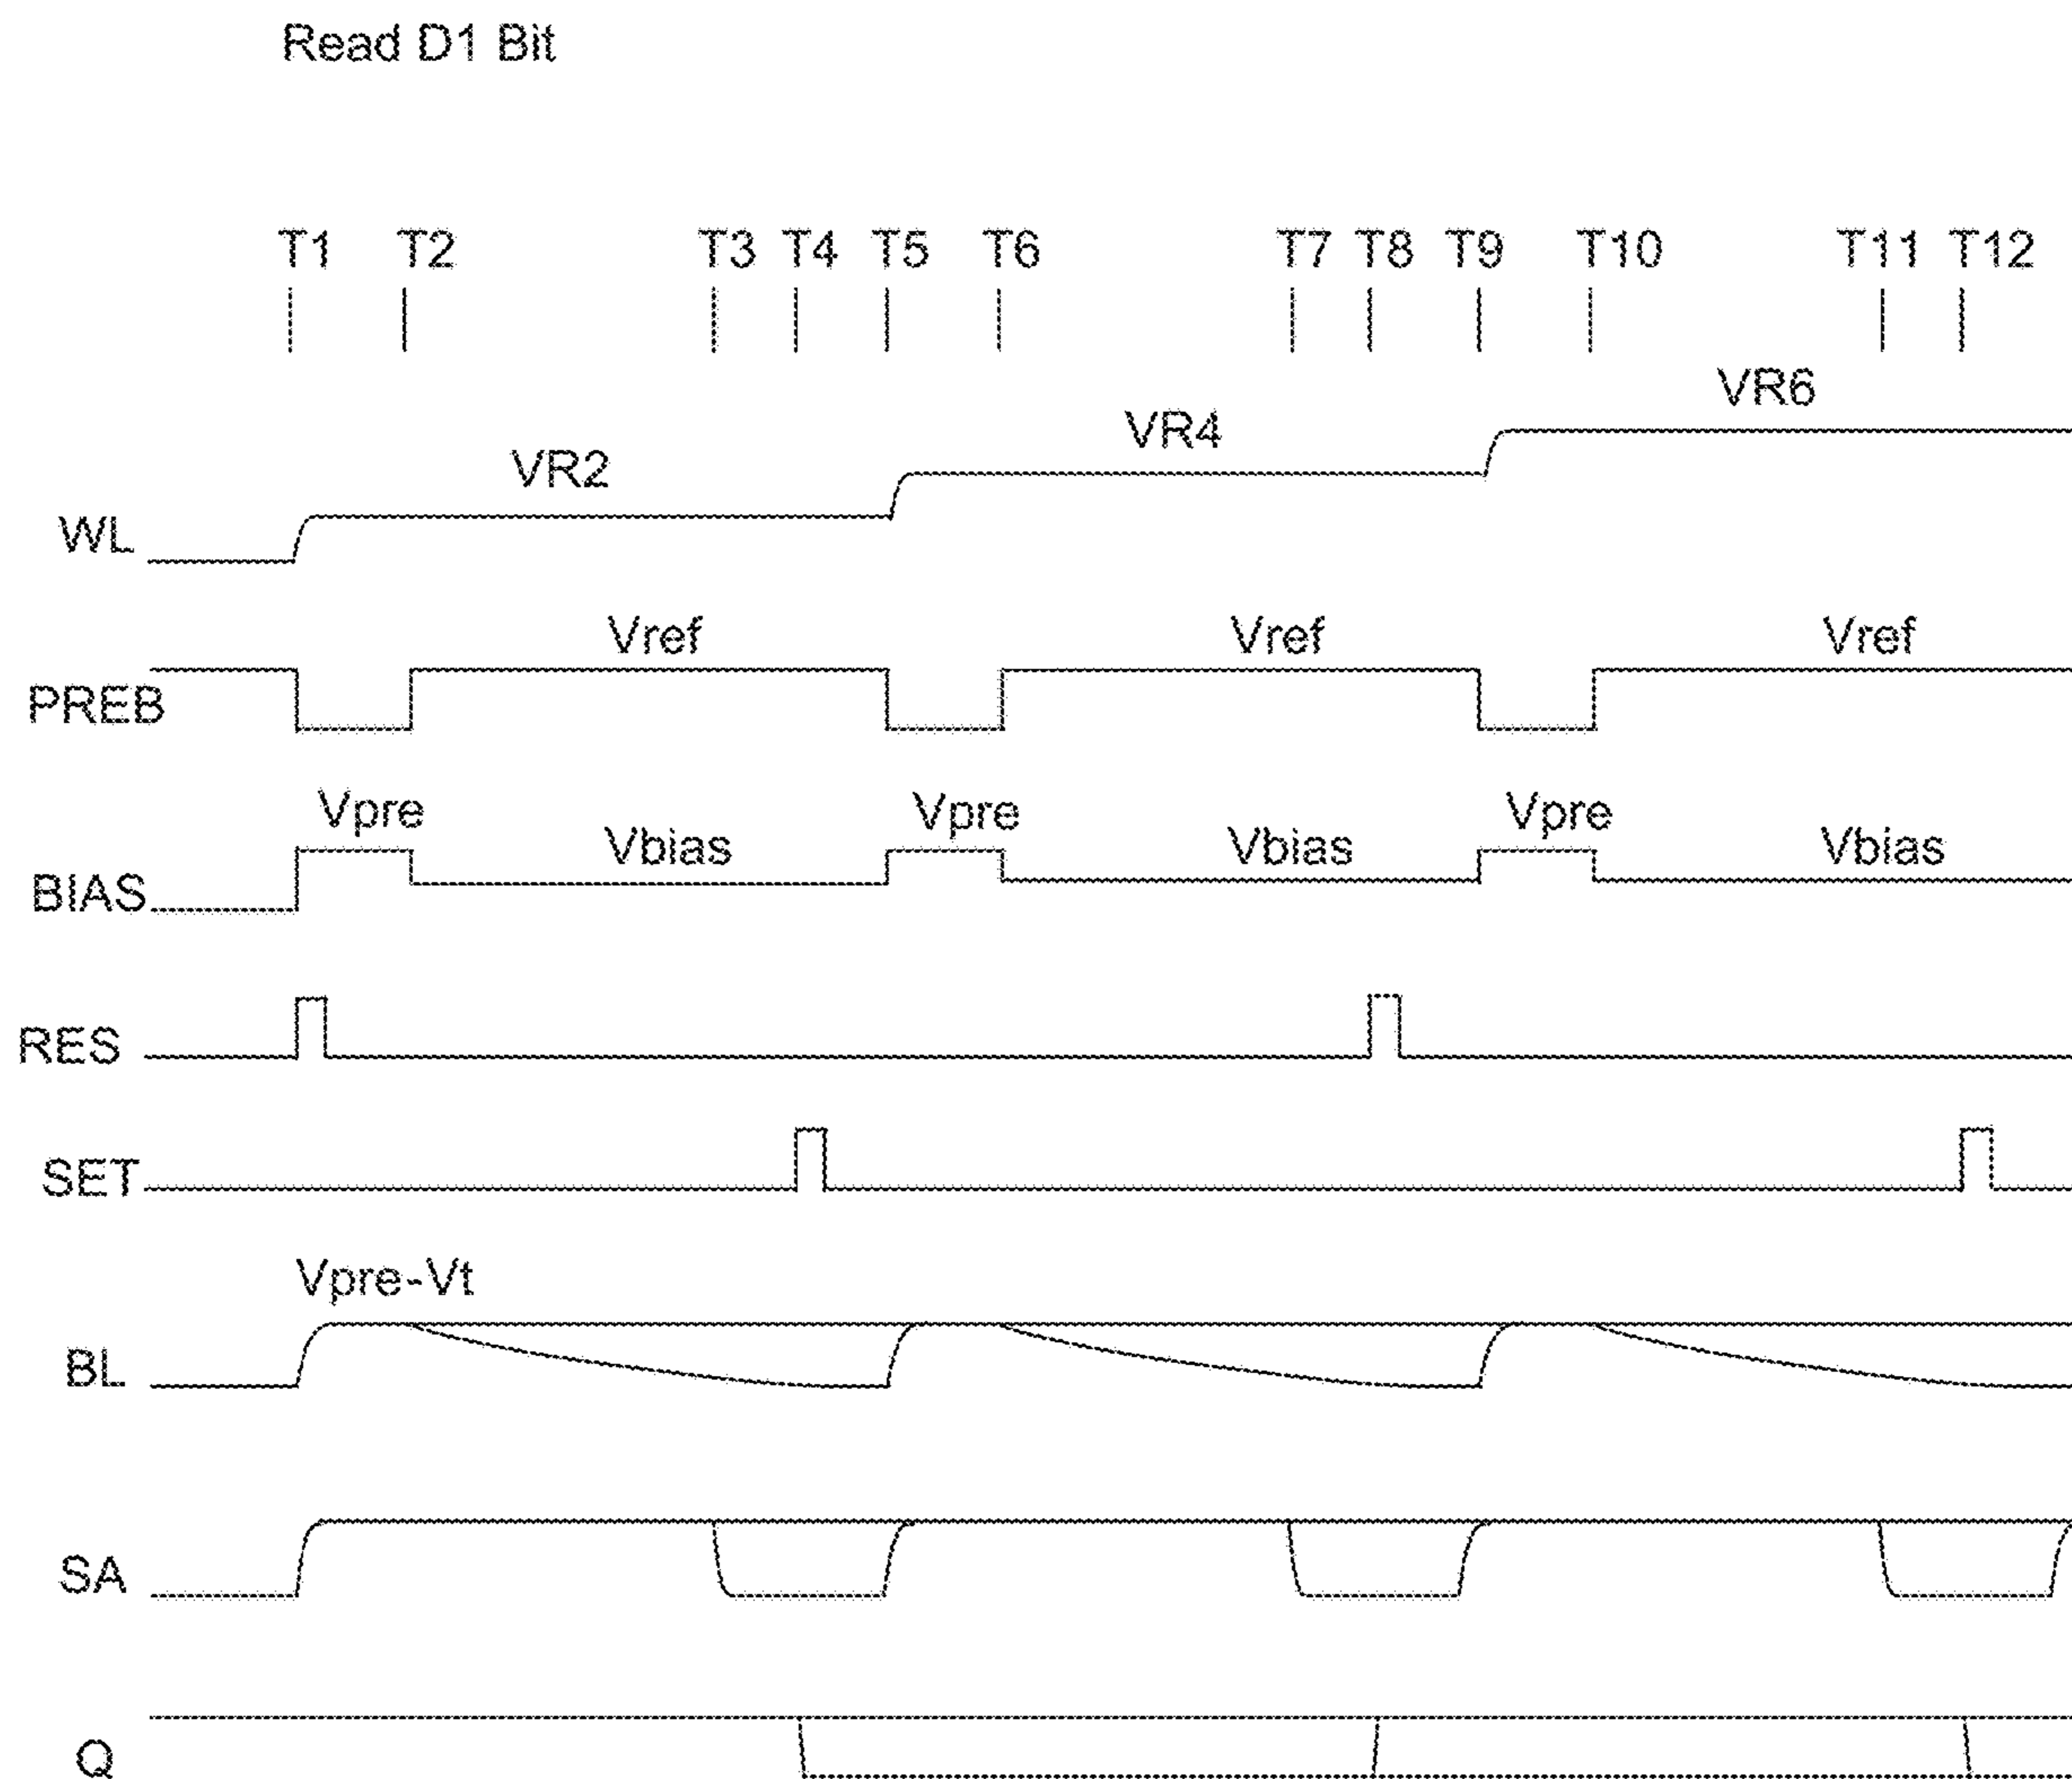 Read D1 Bit
T1 T2 T3 T4 T5 T6 T7 T8 T9 T10 T11 T12
VR6
VR4
VR2
WL
Vref Vref Vref
PREB
Vpre Vpre Vpre
Vbias Vbias Vbias
BIAS
RES
SET
Vpre-Vt
BL
SA
Q